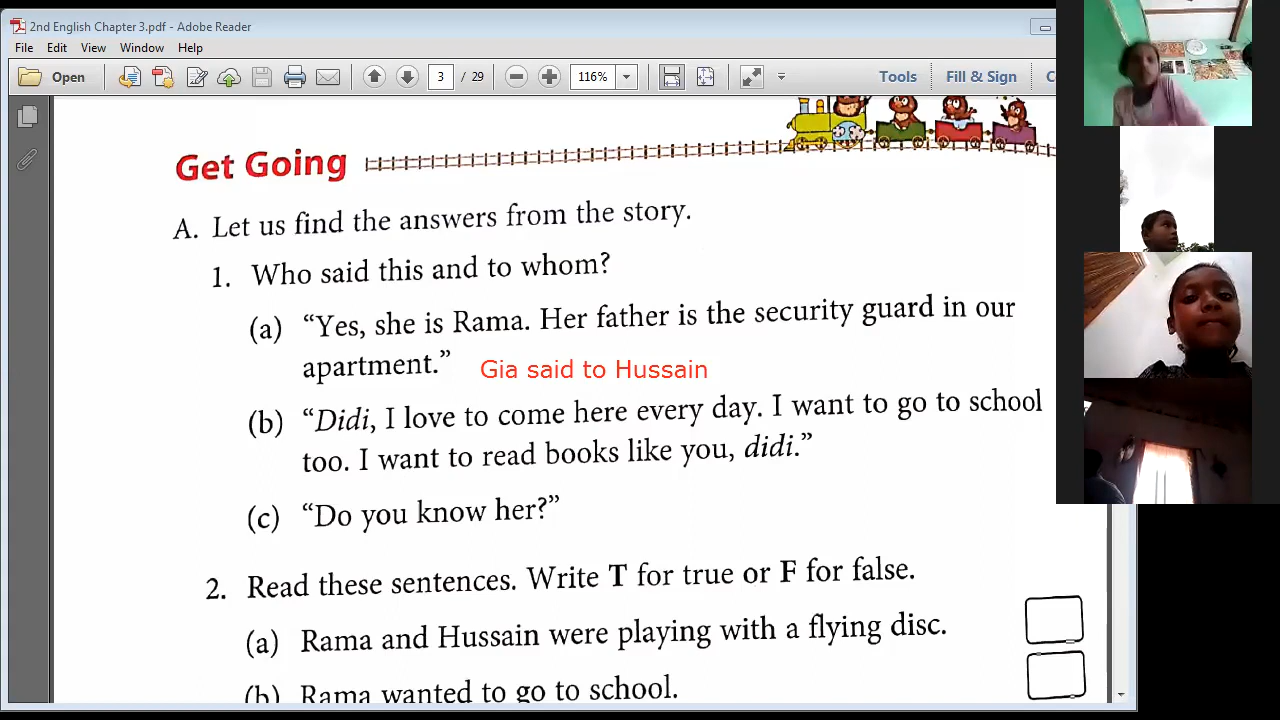 2nd English Chapter 3.pdf - Adobe Reader
File Edit View Window Help
Open 3 / 29 116% Tools Fill & Sign C
Get Going
A. Let us find the answers from the story.
1. Who said this and to whom?
(a) “Yes, she is Rama. Her father is the security guard in our
apartment.” Gia said to Hussain
(b) “Didi, I love to come here every day. I want to go to school
too. I want to read books like you, didi.”
(c) “Do you know her?”
2. Read these sentences. Write T for true or F for false.
(a) Rama and Hussain were playing with a flying disc.
(b) Rama wanted to go to school.